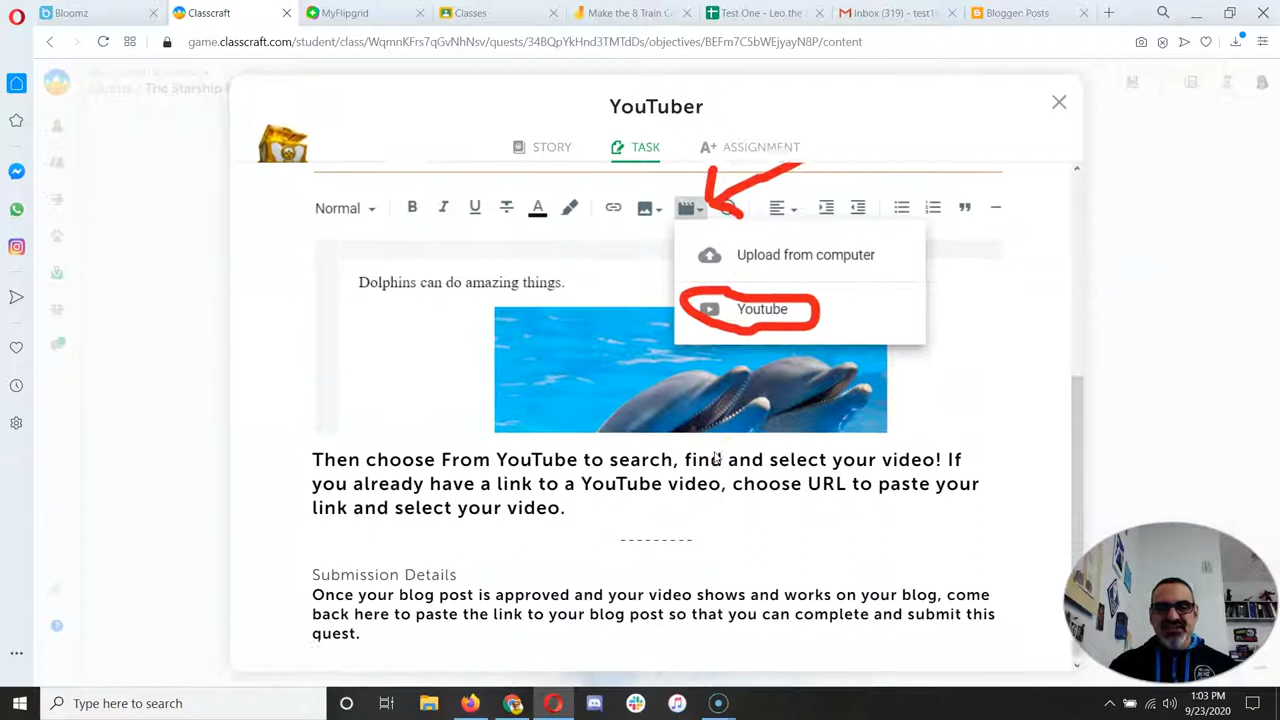 Bloomz
Classcraft
MyFlipgrid
Classes
Make the 8 Train C
Test One - Leo.the
Inbox (319) - test1
Blogger: Posts
game.classcraft.com/student/class/WqmnKFrs7qGvNhNsv/quests/34BQpYkHnd3TMTdDs/objectives/BEFm7CSbWEjyayN8P/content
The Starship
YouTuber
STORY
TASK
A+ ASSIGNMENT
Normal
B I U A
Upload from computer
Dolphins can do amazing things.
Youtube
Then choose From YouTube to search, find and select your video! If
you already have a link to a YouTube video, choose URL to paste your
link and select your video.
---------
Submission Details
Once your blog post is approved and your video shows and works on your blog, come
back here to paste the link to your blog post so that you can complete and submit this
quest.
Type here to search
1:03 PM
9/23/2020